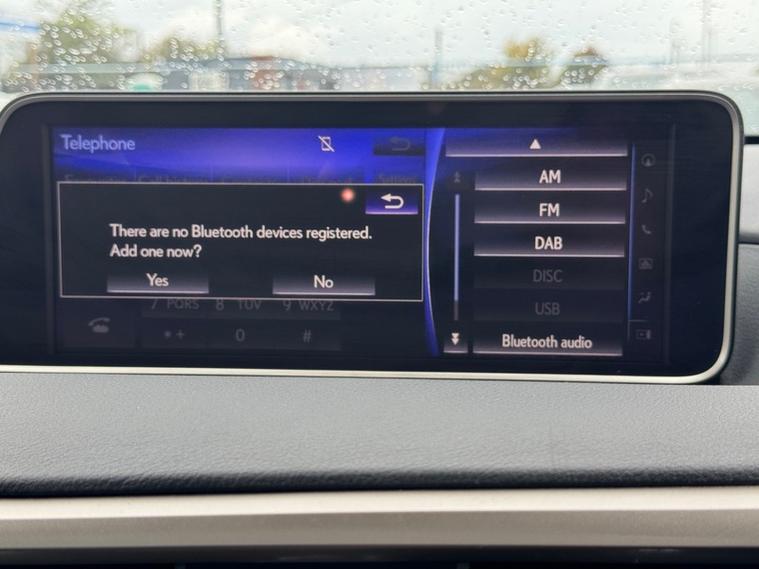 Telephone
There are no Bluetooth devices registered.
Add one now?
Yes
No
7 PQRS 8 TUV 9 WXYZ
* + 0 #
AM
FM
DAB
DISC
USB
Bluetooth audio